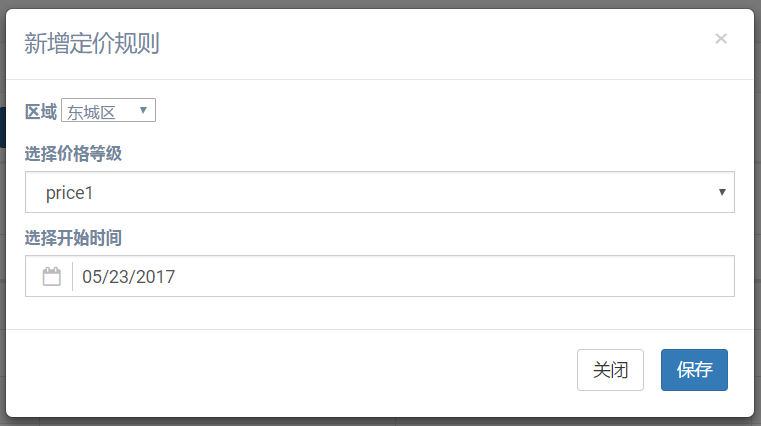 新增定价规则 ×
区域 东城区
选择价格等级
price1
选择开始时间
05/23/2017
关闭 保存